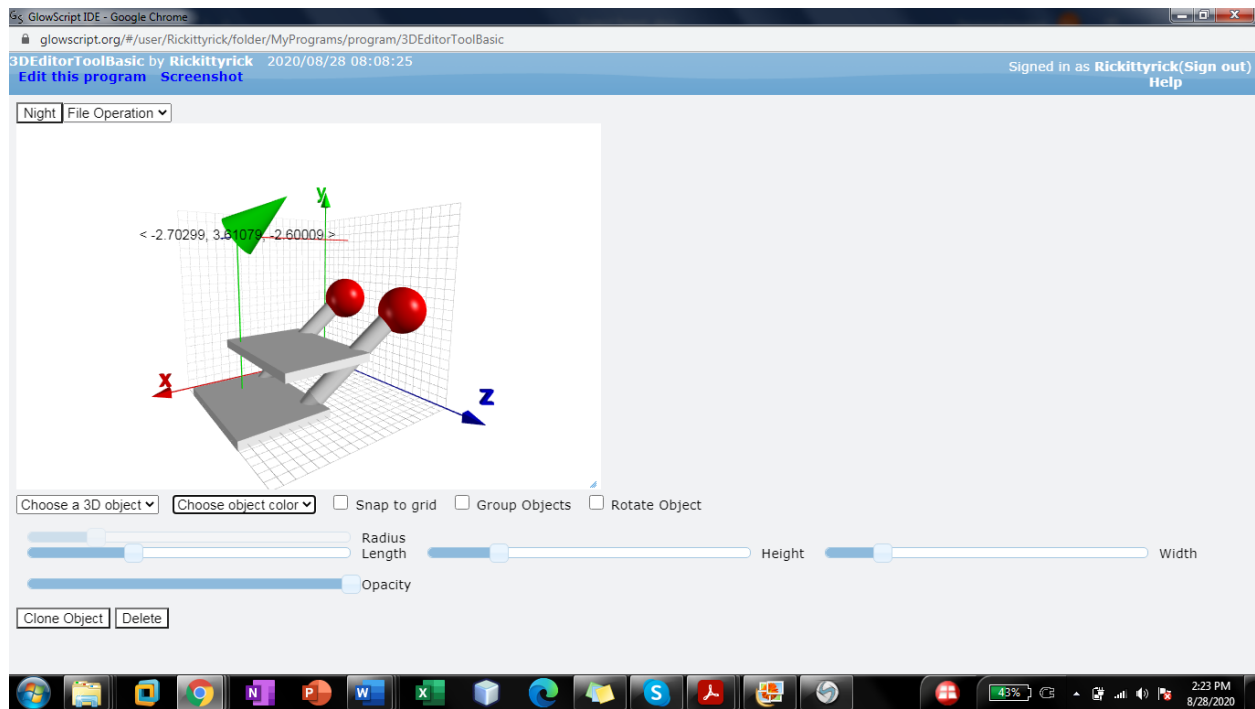 GlowScript IDE - Google Chrome
glowscript.org/#/user/Rickittyrick/folder/MyPrograms/program/3DEditorToolBasic
3DEditorToolBasic by Rickittyrick 2020/08/28 08:08:25
Signed in as Rickittyrick(Sign out)
Edit this program Screenshot
Help
Night File Operation
y
< -2.70299, 3.61079, -2.60009 >
x
z
Choose a 3D object Choose object color Snap to grid Group Objects Rotate Object
Radius
Length Height Width
Opacity
Clone Object Delete
43%
2:23 PM
8/28/2020